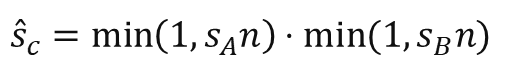 ŝ_c = min(1, s_A n) · min(1, s_B n)